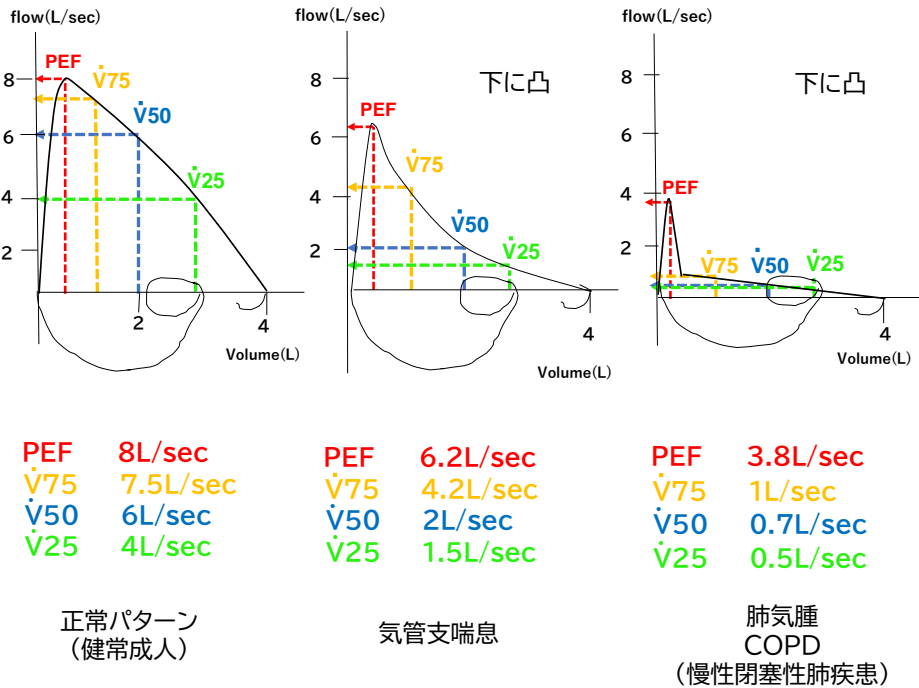 flow(L/sec)
PEF
V̇75
V̇50
V̇25
8
6
4
2
2
4
Volume(L)
flow(L/sec)
下に凸
PEF
V̇75
V̇50
V̇25
8
6
4
2
4
Volume(L)
flow(L/sec)
下に凸
PEF
V̇75
V̇50
V̇25
8
6
4
2
4
Volume(L)
PEF 8L/sec
V̇75 7.5L/sec
V̇50 6L/sec
V̇25 4L/sec
正常パターン
（健常成人）
PEF 6.2L/sec
V̇75 4.2L/sec
V̇50 2L/sec
V̇25 1.5L/sec
気管支喘息
PEF 3.8L/sec
V̇75 1L/sec
V̇50 0.7L/sec
V̇25 0.5L/sec
肺気腫
COPD
（慢性閉塞性肺疾患）